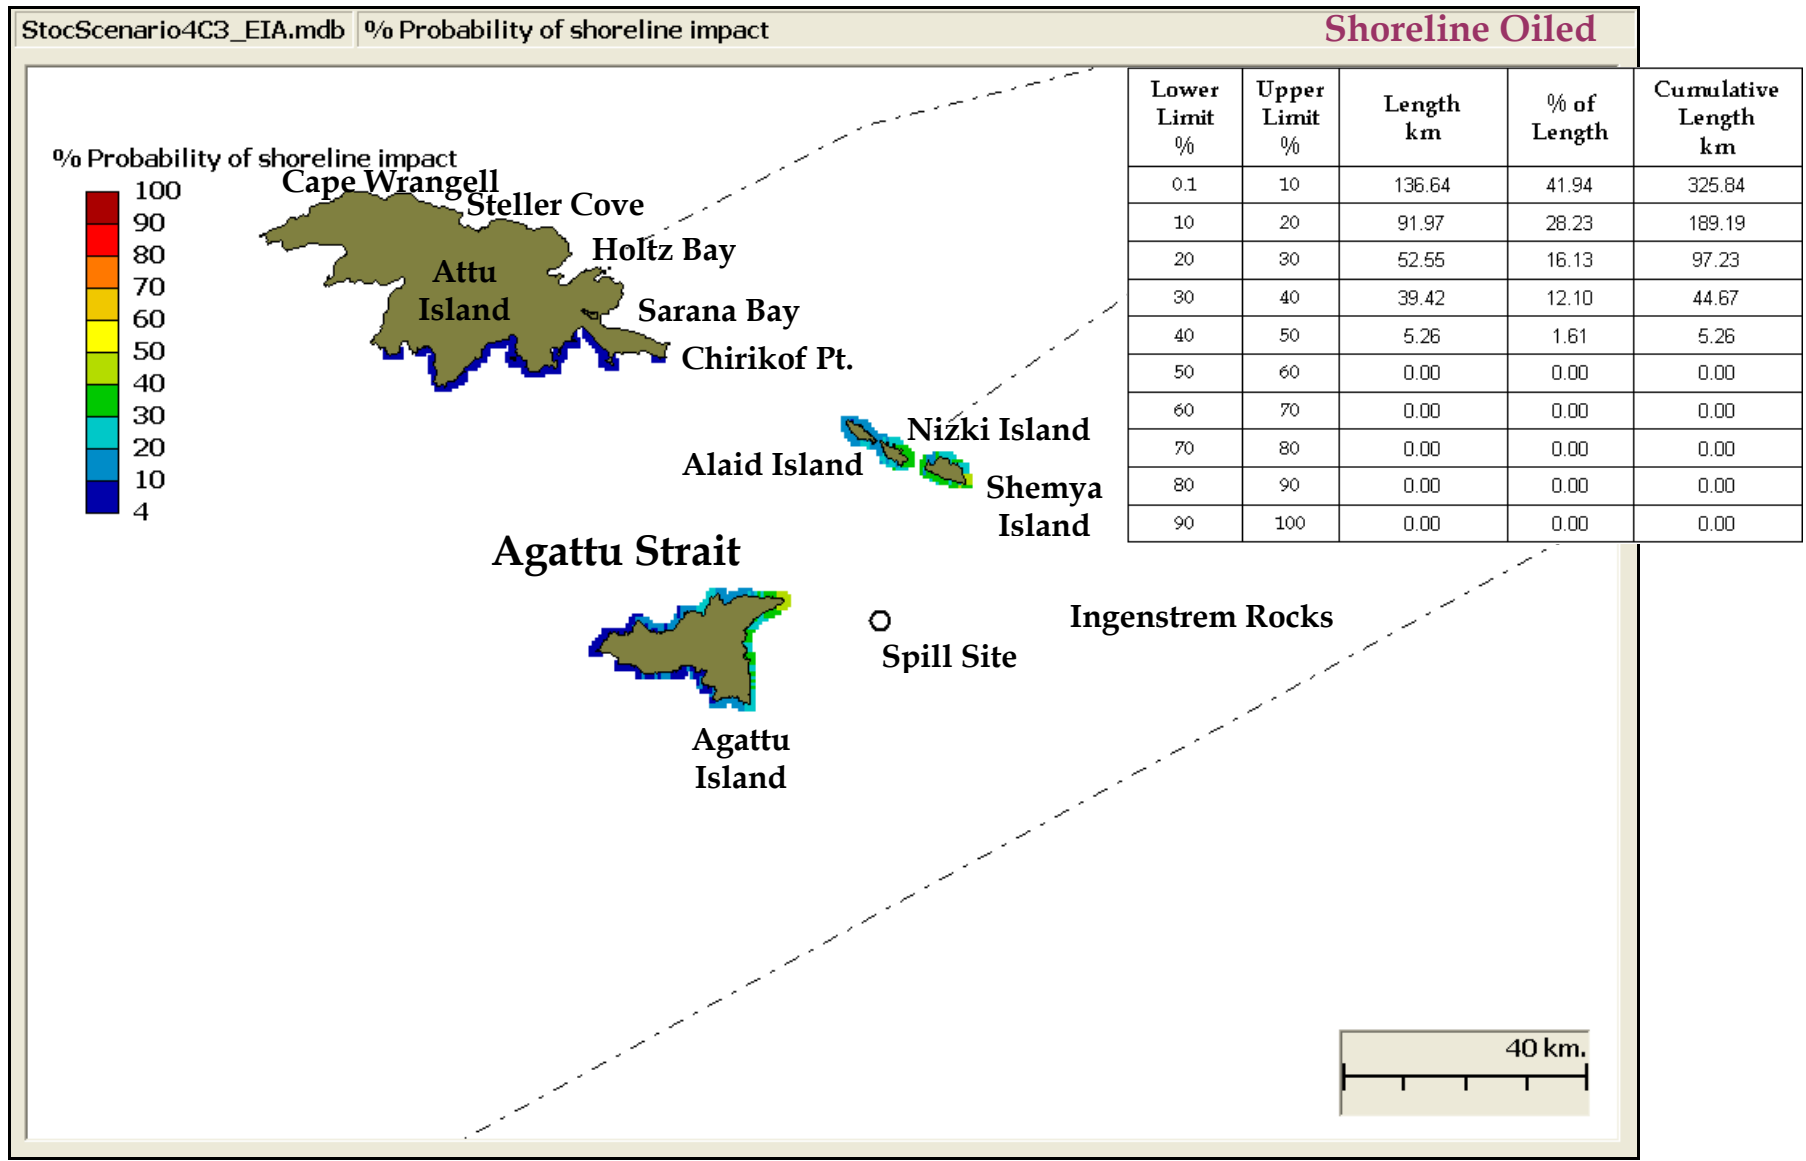 StocScenario4C3_EIA.mdb % Probability of shoreline impact Shoreline Oiled
% Probability of shoreline impact
100
90
80
70
60
50
40
30
20
10
4
Cape Wrangell
Steller Cove
Holtz Bay
Attu
Island
Sarana Bay
Chirikof Pt.
Nizki Island
Alaid Island
Shemya
Island
Agattu Strait
Ingenstrem Rocks
Spill Site
Agattu
Island
Lower Limit % Upper Limit % Length km % of Length Cumulative Length km
0.1 10 136.64 41.94 325.84
10 20 91.97 28.23 189.19
20 30 52.55 16.13 97.23
30 40 39.42 12.10 44.67
40 50 5.26 1.61 5.26
50 60 0.00 0.00 0.00
60 70 0.00 0.00 0.00
70 80 0.00 0.00 0.00
80 90 0.00 0.00 0.00
90 100 0.00 0.00 0.00
40 km.